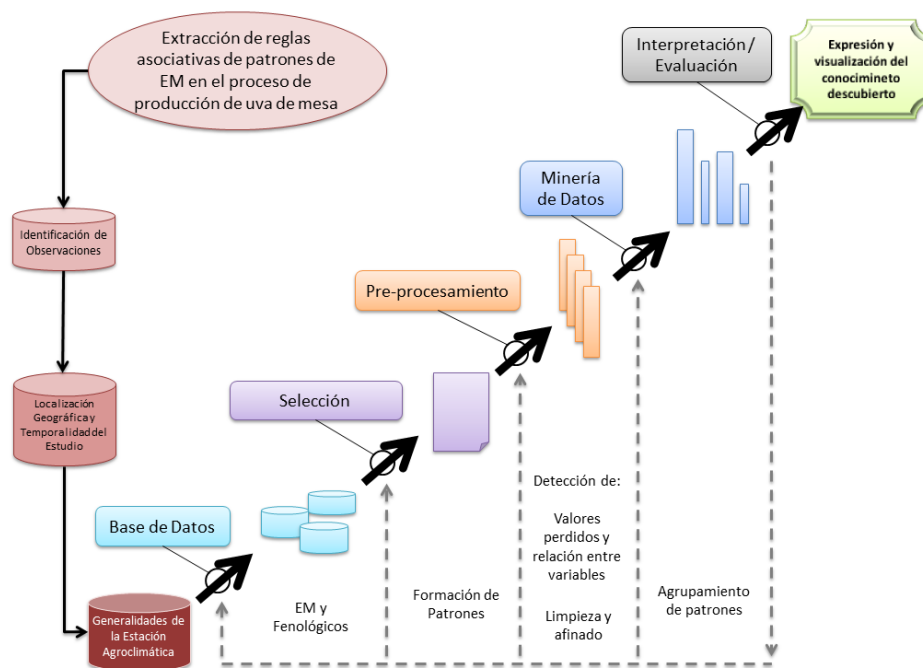 Extracción de reglas
asociativas de patrones de
EM en el proceso de
producción de uva de mesa
Identificación de
Observaciones
Localización
Geográfica y
Temporalidad del
Estudio
Generalidades de
la Estación
Agroclimática
Base de Datos
EM y
Fenológicos
Selección
Formación de
Patrones
Pre-procesamiento
Detección de:
Valores
perdidos y
relación entre
variables
Limpieza y
afinado
Minería
de Datos
Agrupamiento
de patrones
Interpretación/
Evaluación
Expresión y
visualización del
conocimineto
descubierto